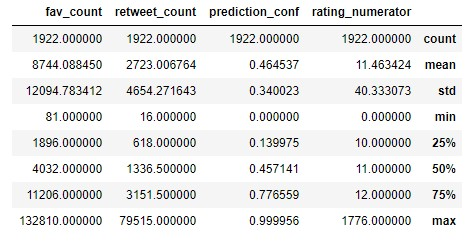 fav_count retweet_count prediction_conf rating_numerator
1922.000000 1922.000000 1922.000000 1922.000000 count
8744.088450 2723.006764 0.464537 11.463424 mean
12094.783412 4654.271643 0.340023 40.333073 std
81.000000 16.000000 0.000000 0.000000 min
1896.000000 618.000000 0.139975 10.000000 25%
4032.000000 1336.500000 0.457141 11.000000 50%
11206.000000 3151.500000 0.776559 12.000000 75%
132810.000000 79515.000000 0.999956 1776.000000 max